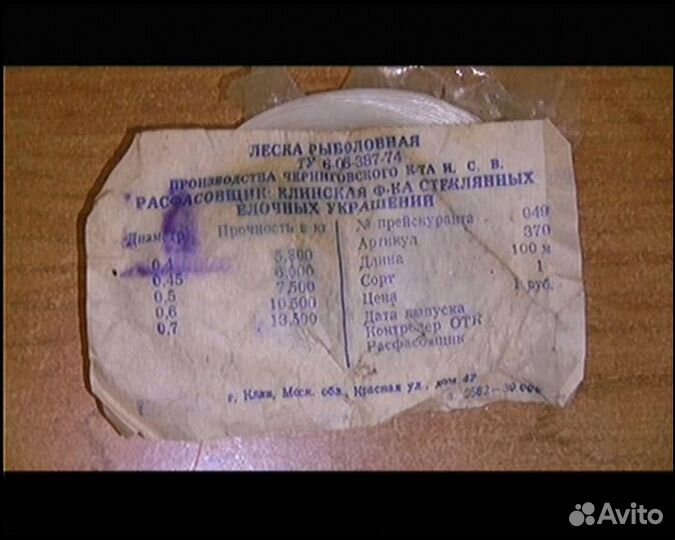 ЛЕСКА РЫБОЛОВНАЯ
ТУ 6-06-387-74
ПРОИЗВОДСТВА ЧЕРНИГОВСКОГО К-ТА И. С. В.
РАСФАСОВЩИК: КЛИНСКАЯ Ф-КА СТЕКЛЯННЫХ
ЕЛОЧНЫХ УКРАШЕНИЙ
Диаметр Прочность в кг
0,4 5,800
0,45 6,000
0,5 7,500
0,6 10,500
0,7 13,500
№ прейскуранта 049
Артикул 370
Длина 100 м
Сорт 1
Цена 1 руб.
Дата выпуска
Контролер ОТК
Расфасовщик
г. Клин, Моск. обл., Красная ул., дом 47
Avito